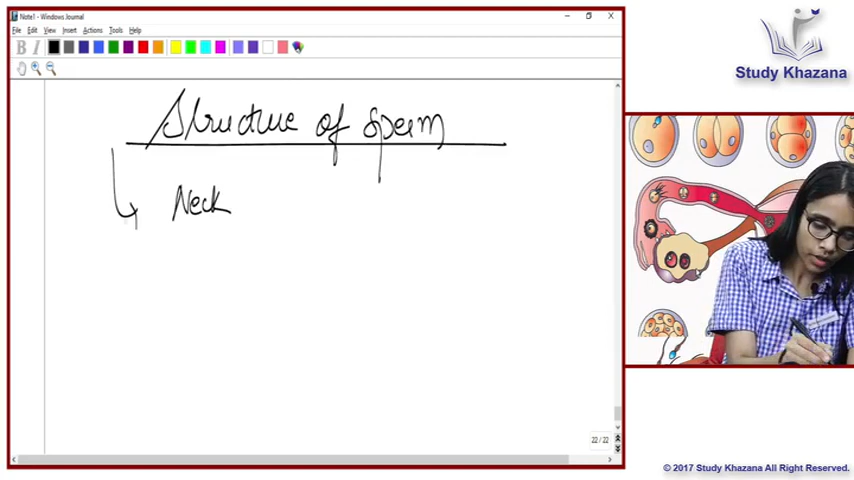 Note1 - Windows Journal
File Edit View Insert Actions Tools Help
B I
Structure of sperm
Neck
22 / 22
Study Khazana
© 2017 Study Khazana All Right Reserved.